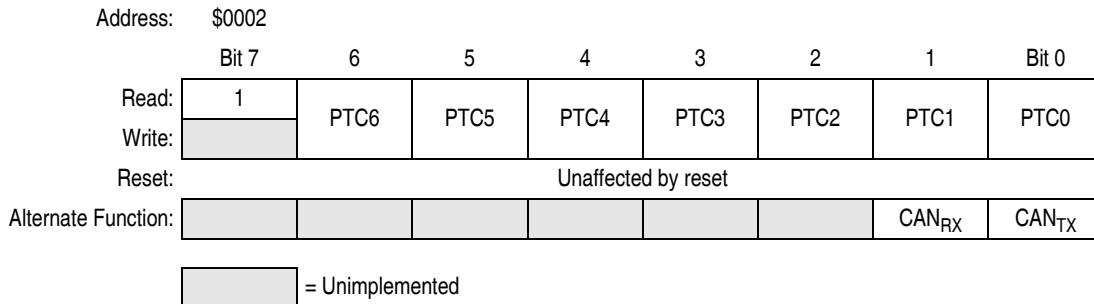 Address: $0002
Bit 7 6 5 4 3 2 1 Bit 0
Read: 1 PTC6 PTC5 PTC4 PTC3 PTC2 PTC1 PTC0
Write:
Reset: Unaffected by reset
Alternate Function: CANRX CANTX
= Unimplemented